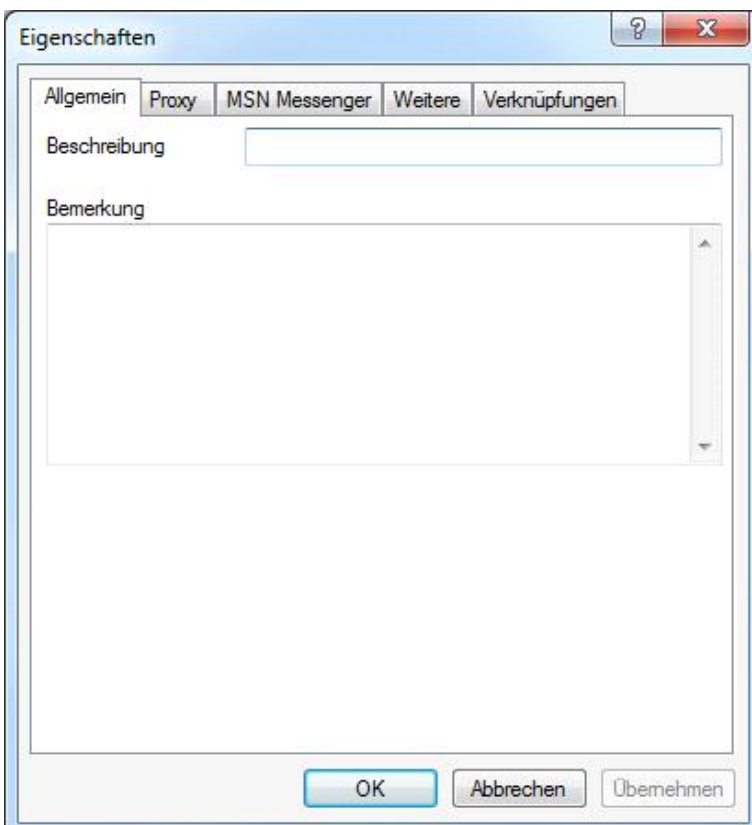 Eigenschaften
Allgemein Proxy MSN Messenger Weitere Verknüpfungen
Beschreibung
Bemerkung
OK Abbrechen Übernehmen